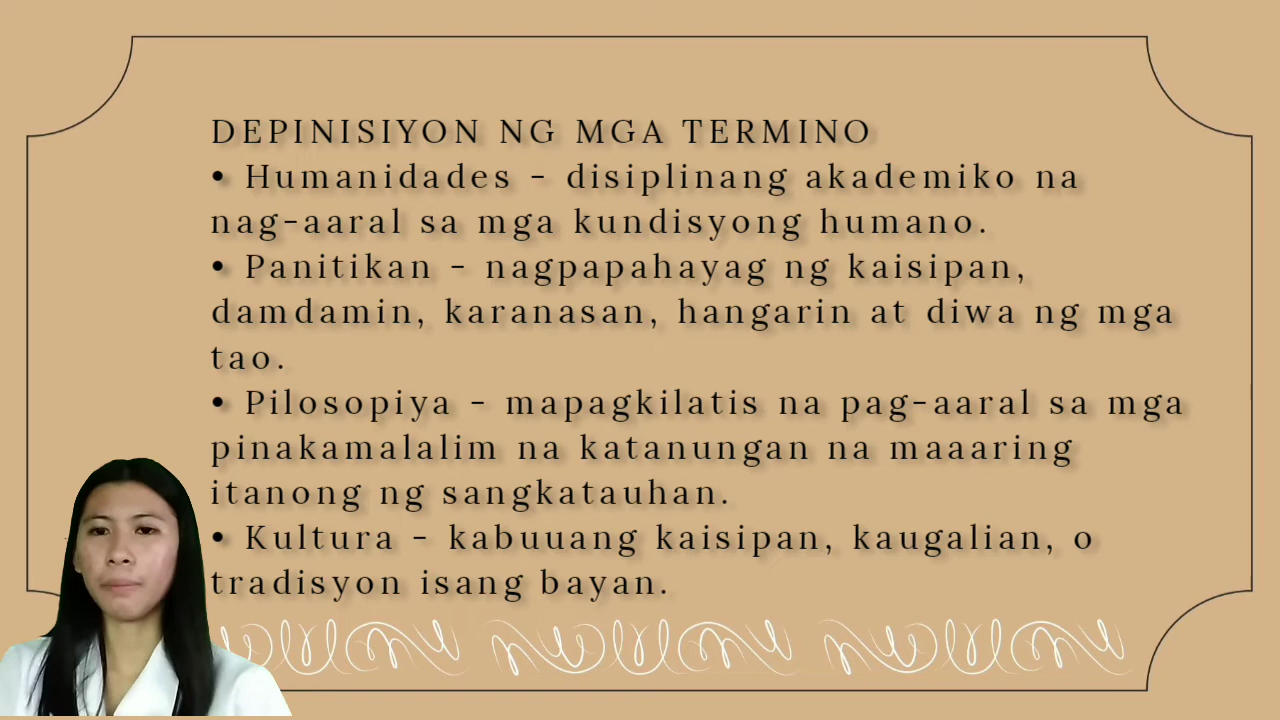 DEPINISIYON NG MGA TERMINO
• Humanidades - disiplinang akademiko na
nag-aaral sa mga kundisyong humano.
• Panitikan - nagpapahayag ng kaisipan,
damdamin, karanasan, hangarin at diwa ng mga
tao.
• Pilosopiya - mapagkilatis na pag-aaral sa mga
pinakamalalim na katanungan na maaaring
itanong ng sangkatauhan.
• Kultura - kabuuang kaisipan, kaugalian, o
tradisyon isang bayan.